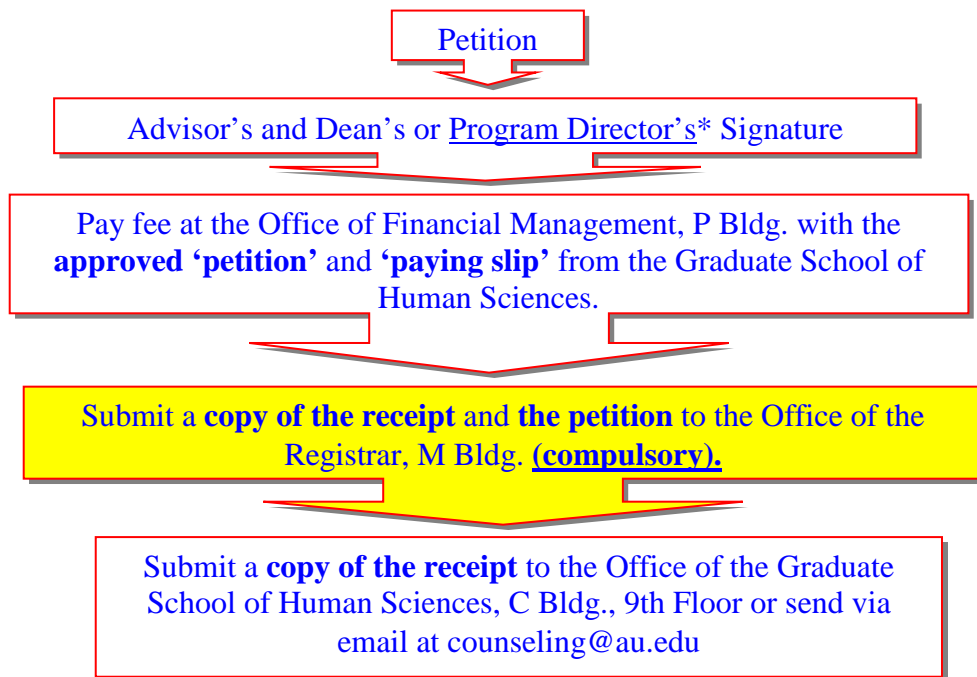 Petition
Advisor’s and Dean’s or Program Director’s* Signature
Pay fee at the Office of Financial Management, P Bldg. with the
approved ‘petition’ and ‘paying slip’ from the Graduate School of
Human Sciences.
Submit a copy of the receipt and the petition to the Office of the
Registrar, M Bldg. (compulsory).
Submit a copy of the receipt to the Office of the Graduate
School of Human Sciences, C Bldg., 9th Floor or send via
email at counseling@au.edu